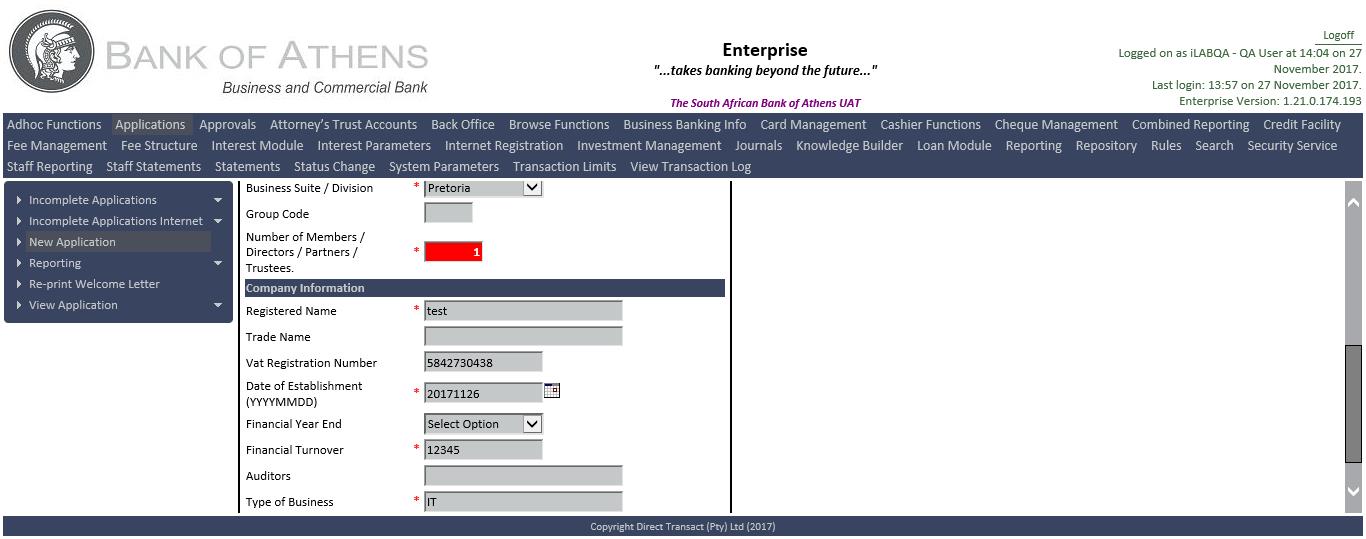 BANK OF ATHENS
Business and Commercial Bank
Enterprise
"...takes banking beyond the future..."
The South African Bank of Athens UAT
Logoff
Logged on as iLABQA - QA User at 14:04 on 27
November 2017.
Last login: 13:57 on 27 November 2017.
Enterprise Version: 1.21.0.174.193
Adhoc Functions Applications Approvals Attorney's Trust Accounts Back Office Browse Functions Business Banking Info Card Management Cashier Functions Cheque Management Combined Reporting Credit Facility
Fee Management Fee Structure Interest Module Interest Parameters Internet Registration Investment Management Journals Knowledge Builder Loan Module Reporting Repository Rules Search Security Service
Staff Reporting Staff Statements Statements Status Change System Parameters Transaction Limits View Transaction Log
Incomplete Applications
Incomplete Applications Internet
New Application
Reporting
Re-print Welcome Letter
View Application
Business Suite / Division * Pretoria
Group Code
Number of Members /
Directors / Partners / * 1
Trustees.
Company Information
Registered Name * test
Trade Name
Vat Registration Number 5842730438
Date of Establishment
(YYYYMMDD) * 20171126
Financial Year End Select Option
Financial Turnover * 12345
Auditors
Type of Business * IT
Copyright Direct Transact (Pty) Ltd (2017)